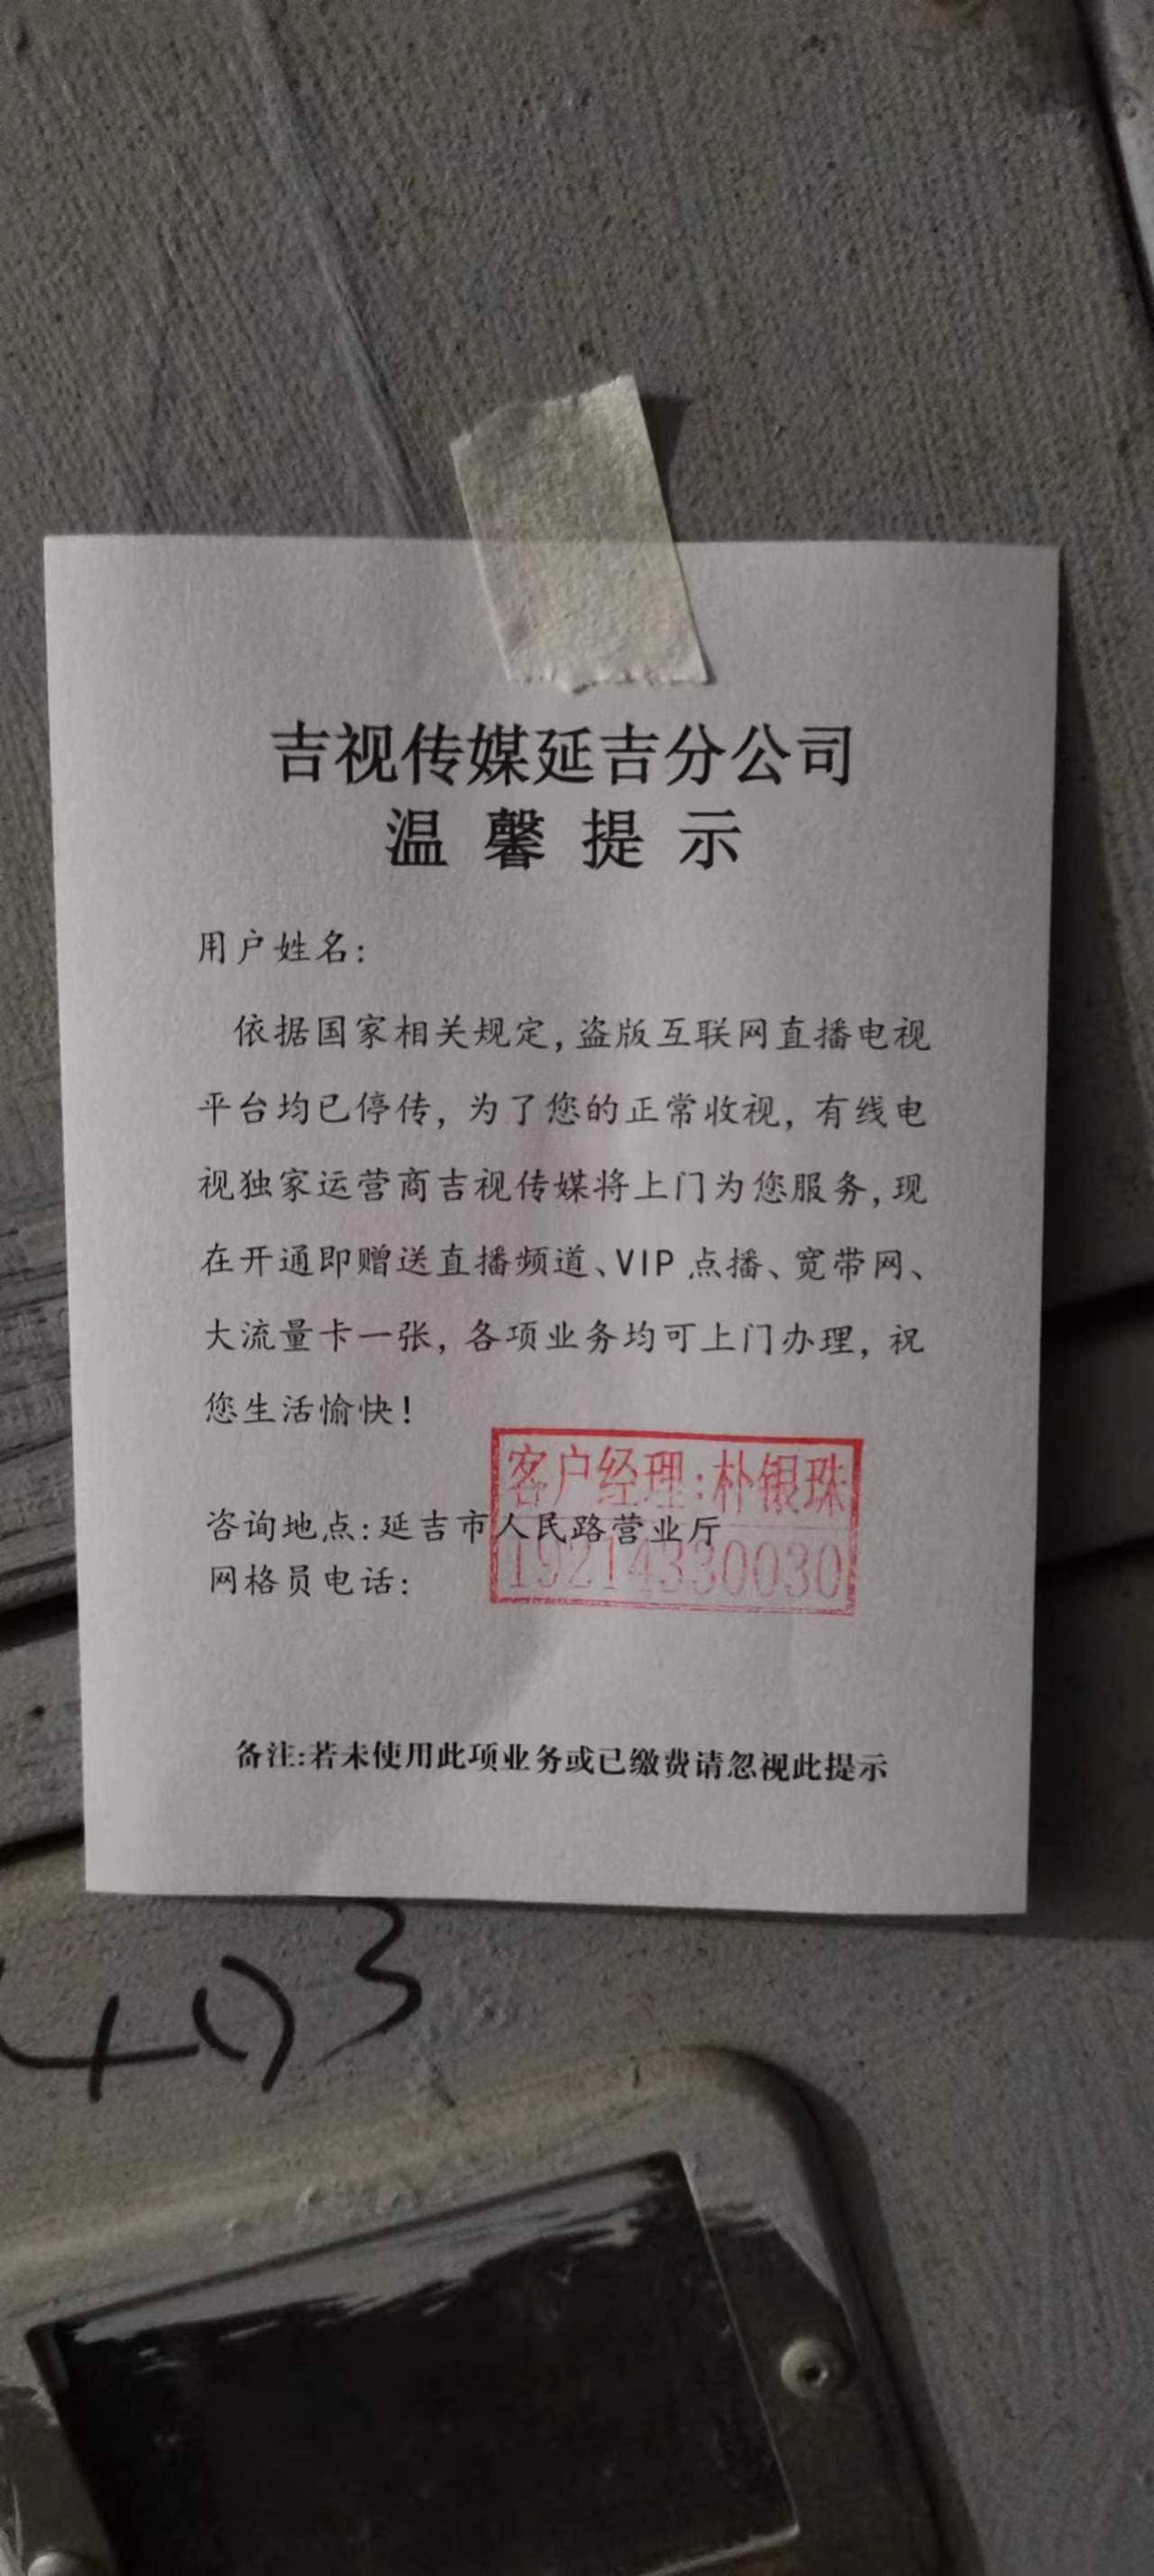 吉视传媒延吉分公司
温馨提示
用户姓名:
依据国家相关规定,盗版互联网直播电视
平台均已停传,为了您的正常收视,有线电
视独家运营商吉视传媒将上门为您服务,现
在开通即赠送直播频道、VIP 点播、宽带网、
大流量卡一张,各项业务均可上门办理,祝
您生活愉快!
客户经理:朴银珠
咨询地点:延吉市人民路营业厅
19214330030
网格员电话:
备注:若未使用此项业务或已缴费请忽视此提示
403